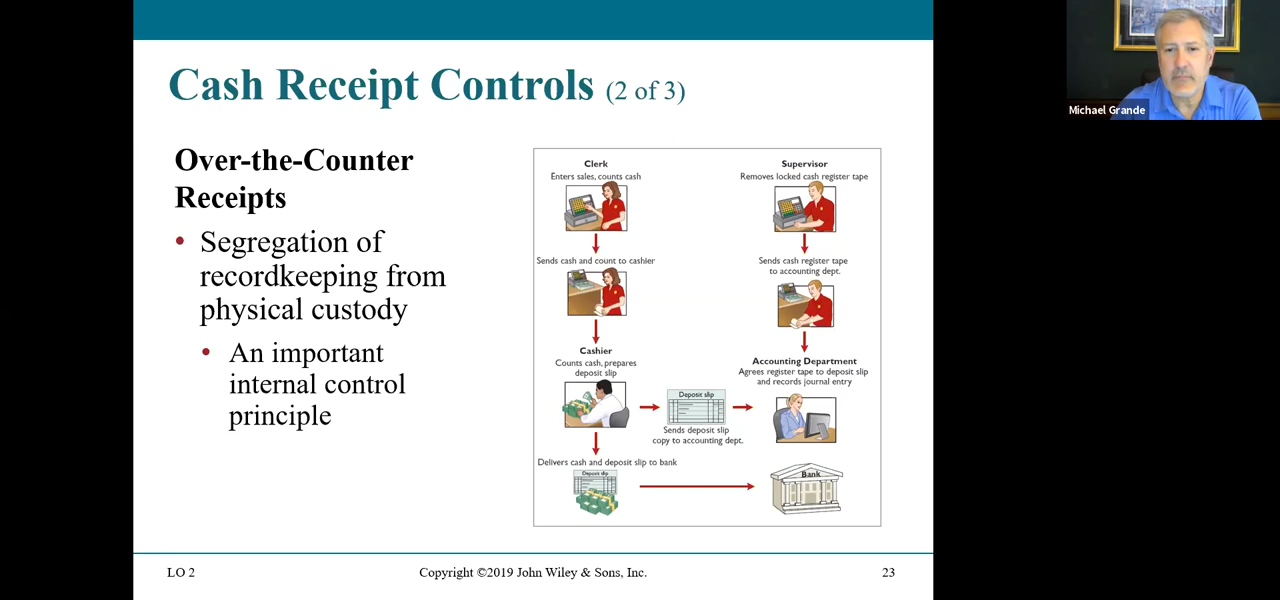 Cash Receipt Controls (2 of 3)
Michael Grande
Over-the-Counter
Receipts
• Segregation of
recordkeeping from
physical custody
• An important
internal control
principle
Clerk
Enters sales, counts cash
Sends cash and count to cashier
Cashier
Counts cash, prepares
deposit slip
Deposit slip
Sends deposit slip
copy to accounting dept.
Delivers cash and deposit slip to bank
Deposit slip
Supervisor
Removes locked cash register tape
Sends cash register tape
to accounting dept.
Accounting Department
Agrees register tape to deposit slip
and records journal entry
Bank
LO 2
Copyright ©2019 John Wiley & Sons, Inc.
23